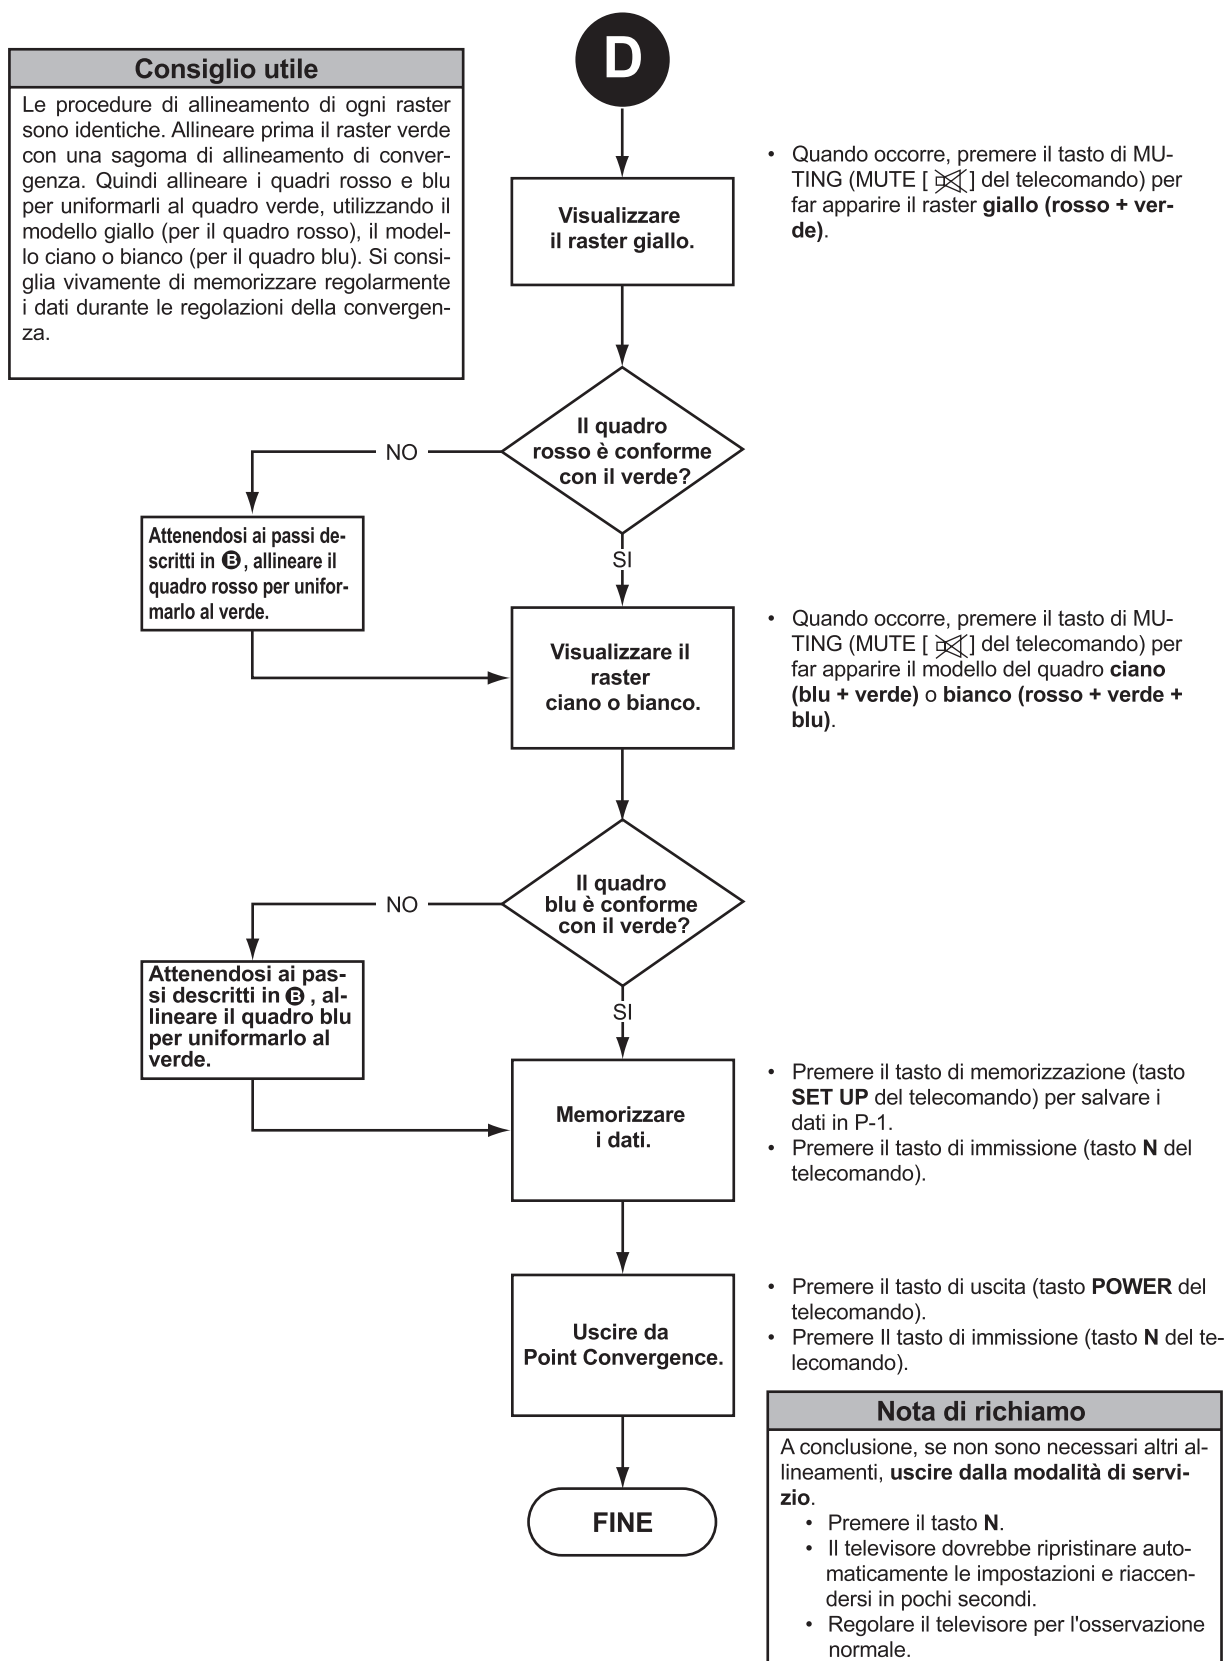 D
Consiglio utile
Le procedure di allineamento di ogni raster
sono identiche. Allineare prima il raster verde
con una sagoma di allineamento di conver-
genza. Quindi allineare i quadri rosso e blu
per uniformarli al quadro verde, utilizzando il
modello giallo (per il quadro rosso), il model-
lo ciano o bianco (per il quadro blu). Si consi-
glia vivamente di memorizzare regolarmente
i dati durante le regolazioni della convergen-
za.
Visualizzare
il raster giallo.
• Quando occorre, premere il tasto di MU-
TING (MUTE [ ] del telecomando) per
far apparire il raster giallo (rosso + ver-
de).
Il quadro
rosso è conforme
con il verde?
NO
Attenendosi ai passi de-
scritti in B, allineare il
quadro rosso per unifor-
marlo al verde.
SI
Visualizzare il
raster
ciano o bianco.
• Quando occorre, premere il tasto di MU-
TING (MUTE [ ] del telecomando) per
far apparire il modello del quadro ciano
(blu + verde) o bianco (rosso + verde +
blu).
Il quadro
blu è conforme
con il verde?
NO
Attenendosi ai pas-
si descritti in B , al-
lineare il quadro blu
per uniformarlo al
verde.
SI
Memorizzare
i dati.
• Premere il tasto di memorizzazione (tasto
SET UP del telecomando) per salvare i
dati in P-1.
• Premere il tasto di immissione (tasto N del
telecomando).
Uscire da
Point Convergence.
• Premere il tasto di uscita (tasto POWER del
telecomando).
• Premere Il tasto di immissione (tasto N del te-
lecomando).
FINE
Nota di richiamo
A conclusione, se non sono necessari altri al-
lineamenti, uscire dalla modalità di servi-
zio.
• Premere il tasto N.
• Il televisore dovrebbe ripristinare auto-
maticamente le impostazioni e riaccen-
dersi in pochi secondi.
• Regolare il televisore per l'osservazione
normale.